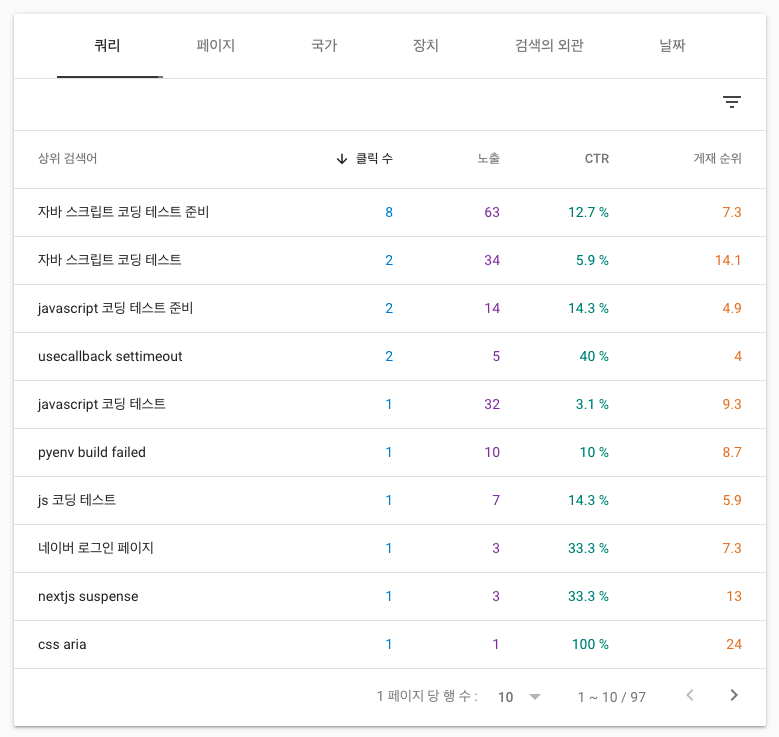 쿼리 페이지 국가 장치 검색의 외관 날짜
상위 검색어 클릭 수 노출 CTR 게재 순위
자바 스크립트 코딩 테스트 준비 8 63 12.7 % 7.3
자바 스크립트 코딩 테스트 2 34 5.9 % 14.1
javascript 코딩 테스트 준비 2 14 14.3 % 4.9
usecallback settimeout 2 5 40 % 4
javascript 코딩 테스트 1 32 3.1 % 9.3
pyenv build failed 1 10 10 % 8.7
js 코딩 테스트 1 7 14.3 % 5.9
네이버 로그인 페이지 1 3 33.3 % 7.3
nextjs suspense 1 3 33.3 % 13
css aria 1 1 100 % 24
1 페이지 당 행 수 : 10 1 ~ 10 / 97